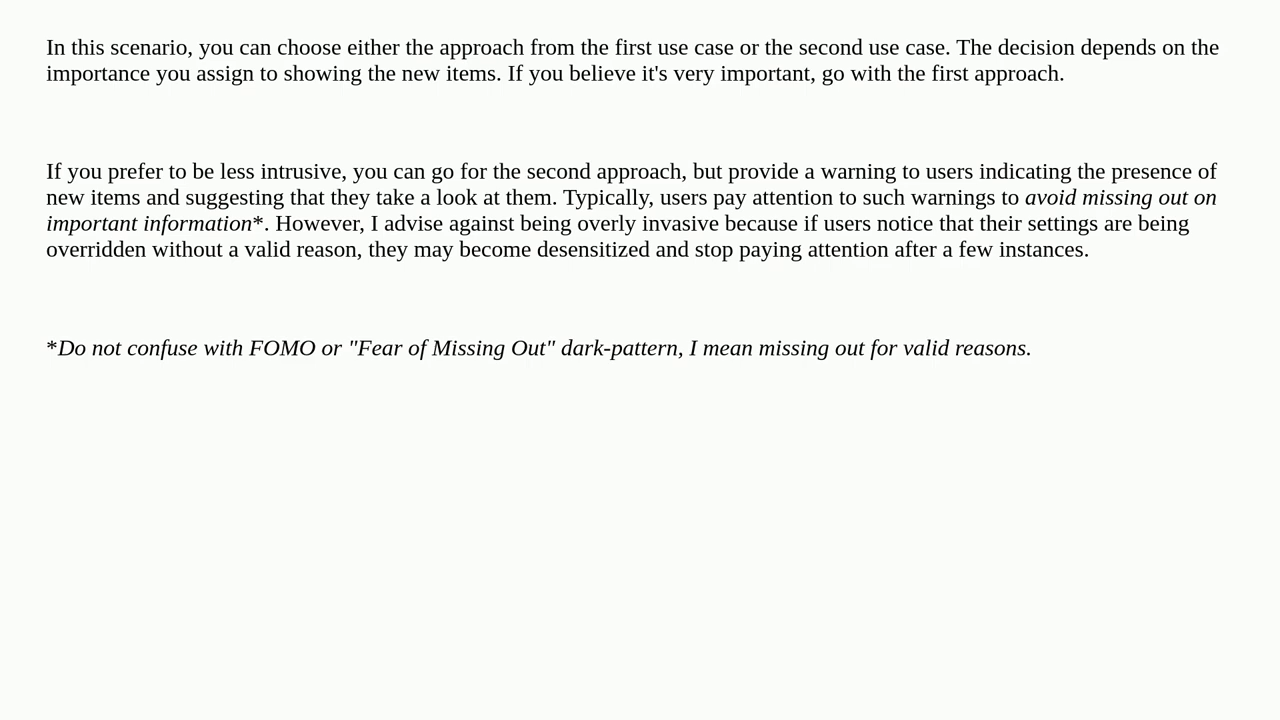 In this scenario, you can choose either the approach from the first use case or the second use case. The decision depends on the
importance you assign to showing the new items. If you believe it's very important, go with the first approach.
If you prefer to be less intrusive, you can go for the second approach, but provide a warning to users indicating the presence of
new items and suggesting that they take a look at them. Typically, users pay attention to such warnings to avoid missing out on
important information*. However, I advise against being overly invasive because if users notice that their settings are being
overridden without a valid reason, they may become desensitized and stop paying attention after a few instances.
*Do not confuse with FOMO or "Fear of Missing Out" dark-pattern, I mean missing out for valid reasons.